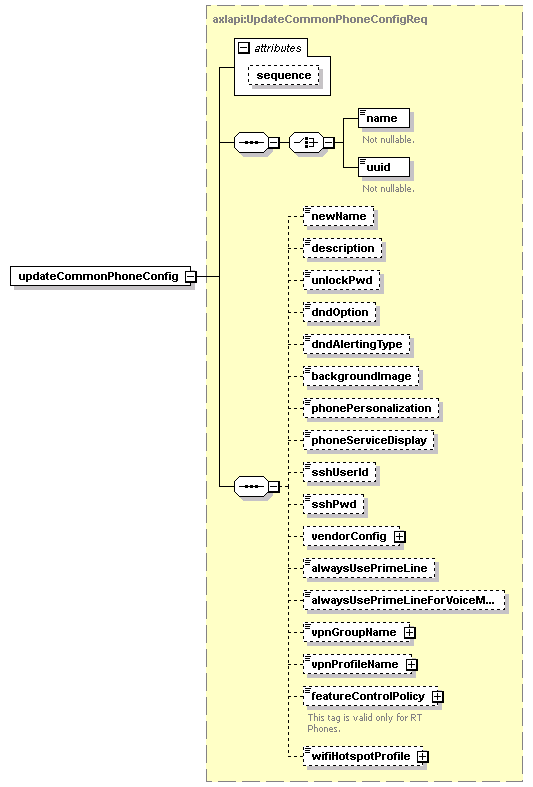 axlapi:UpdateCommonPhoneConfigReq
attributes
sequence
name
Not nullable.
uuid
Not nullable.
newName
description
updateCommonPhoneConfig
unlockPwd
dndOption
dndAlertingType
backgroundImage
phonePersonalization
phoneServiceDisplay
sshUserId
sshPwd
vendorConfig
alwaysUsePrimeLine
alwaysUsePrimeLineForVoiceM...
vpnGroupName
vpnProfileName
featureControlPolicy
This tag is valid only for RT
Phones.
wifiHotspotProfile